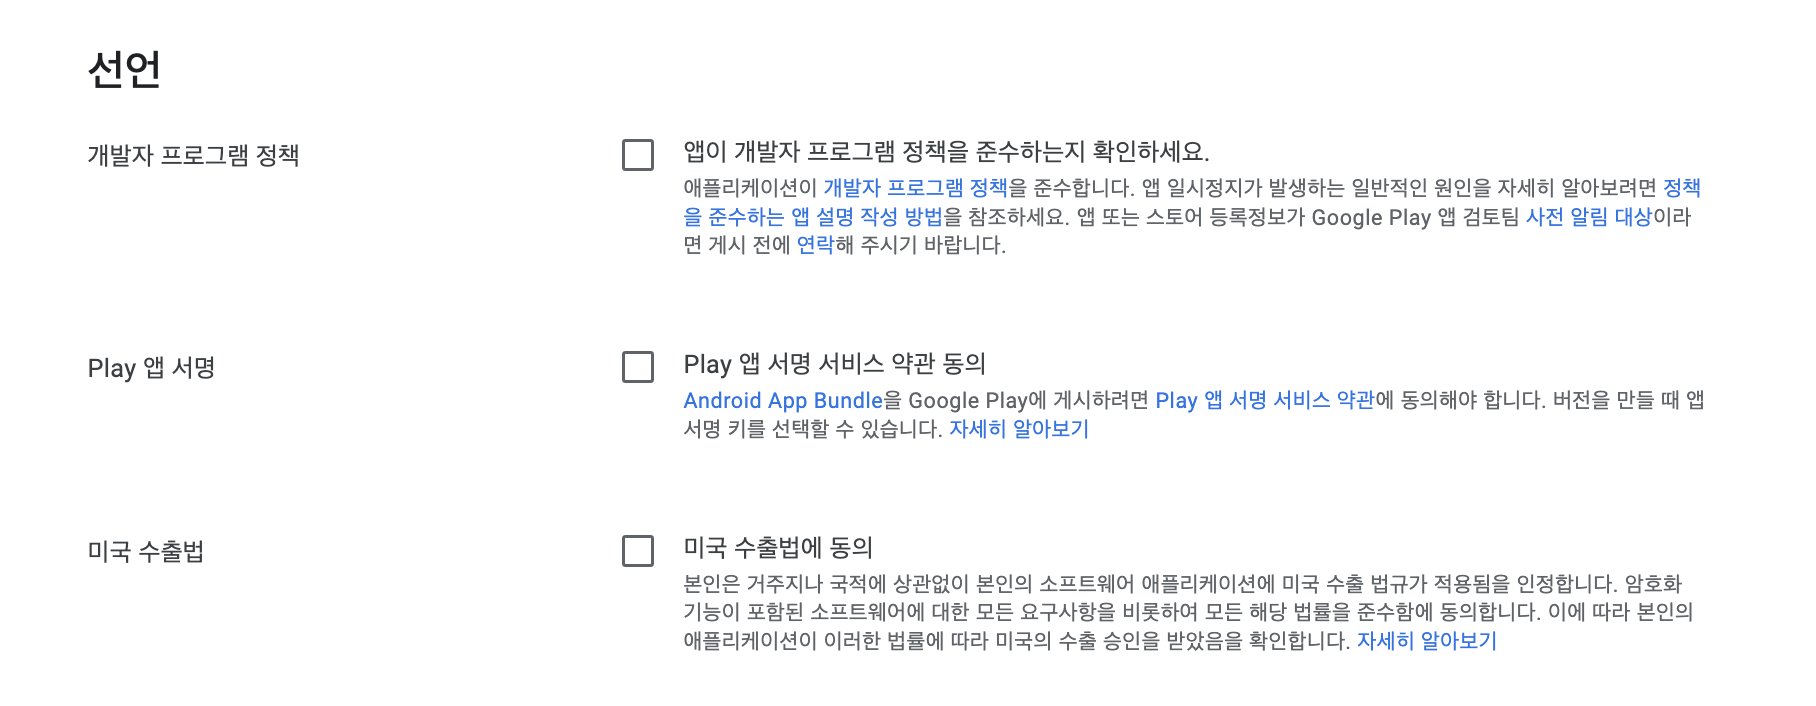 선언
개발자 프로그램 정책
앱이 개발자 프로그램 정책을 준수하는지 확인하세요.
애플리케이션이 개발자 프로그램 정책을 준수합니다. 앱 일시정지가 발생하는 일반적인 원인을 자세히 알아보려면 정책
을 준수하는 앱 설명 작성 방법을 참조하세요. 앱 또는 스토어 등록정보가 Google Play 앱 검토팀 사전 알림 대상이라
면 게시 전에 연락해 주시기 바랍니다.
Play 앱 서명
Play 앱 서명 서비스 약관 동의
Android App Bundle을 Google Play에 게시하려면 Play 앱 서명 서비스 약관에 동의해야 합니다. 버전을 만들 때 앱
서명 키를 선택할 수 있습니다. 자세히 알아보기
미국 수출법
미국 수출법에 동의
본인은 거주지나 국적에 상관없이 본인의 소프트웨어 애플리케이션에 미국 수출 법규가 적용됨을 인정합니다. 암호화
기능이 포함된 소프트웨어에 대한 모든 요구사항을 비롯하여 모든 해당 법률을 준수함에 동의합니다. 이에 따라 본인의
애플리케이션이 이러한 법률에 따라 미국의 수출 승인을 받았음을 확인합니다. 자세히 알아보기